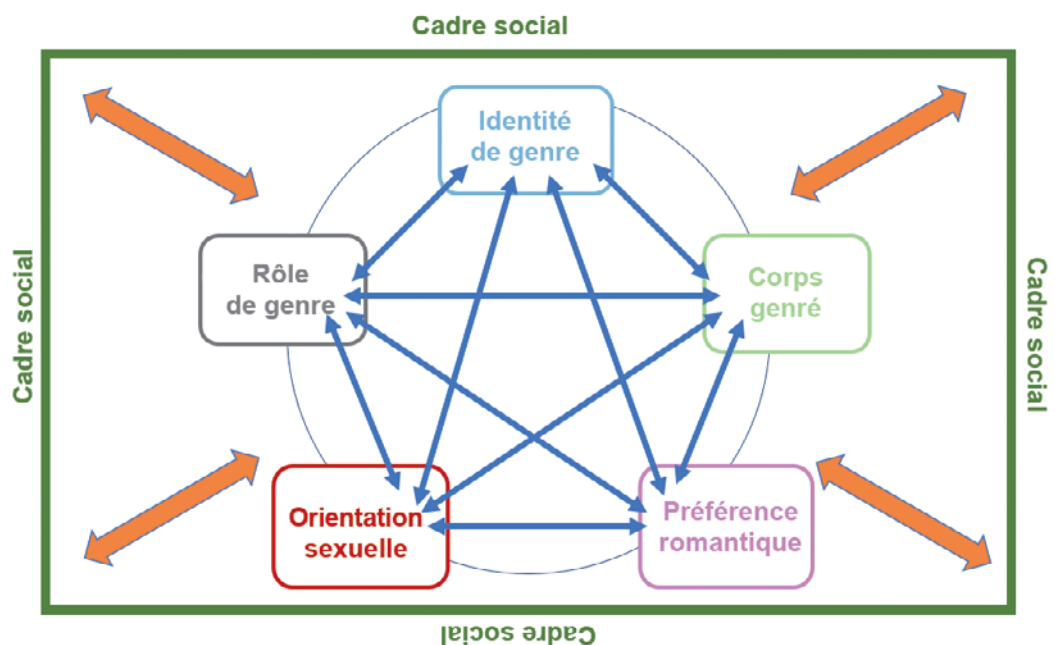 Cadre social
Identité
de genre
Cadre social
Rôle
de genre
Corps
genré
Cadre social
Orientation
sexuelle
Préférence
romantique
Cadre social